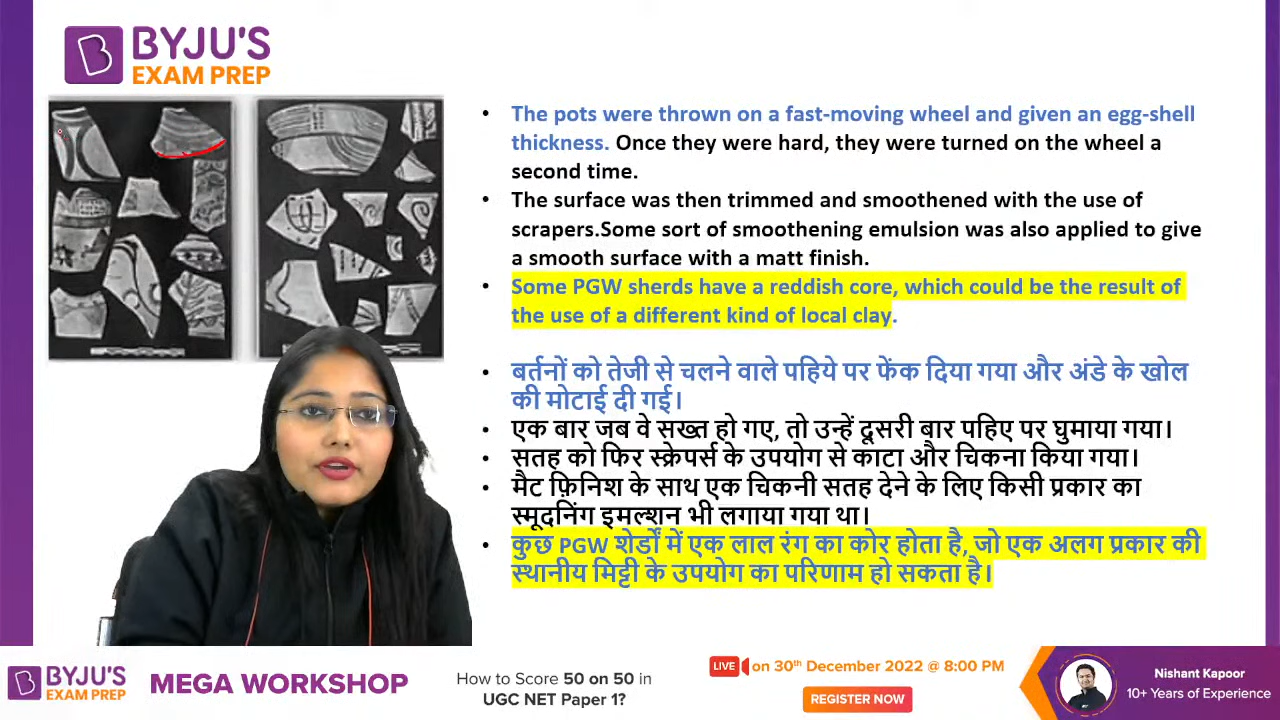 BYJU'S
EXAM PREP
• The pots were thrown on a fast-moving wheel and given an egg-shell
thickness. Once they were hard, they were turned on the wheel a
second time.
• The surface was then trimmed and smoothened with the use of
scrapers.Some sort of smoothening emulsion was also applied to give
a smooth surface with a matt finish.
• Some PGW sherds have a reddish core, which could be the result of
the use of a different kind of local clay.
• बर्तनों को तेजी से चलने वाले पहिये पर फेंक दिया गया और अंडे के खोल
की मोटाई दी गई।
• एक बार जब वे सख्त हो गए, तो उन्हें दूसरी बार पहिए पर घुमाया गया।
• सतह को फिर स्क्रेपर्स के उपयोग से काटा और चिकना किया गया।
• मैट फ़िनिश के साथ एक चिकनी सतह देने के लिए किसी प्रकार का
स्मूदनिंग इमल्शन भी लगाया गया था।
• कुछ PGW शेर्डों में एक लाल रंग का कोर होता है, जो एक अलग प्रकार की
स्थानीय मिट्टी के उपयोग का परिणाम हो सकता है।
BYJU'S
EXAM PREP
MEGA WORKSHOP
How to Score 50 on 50 in
UGC NET Paper 1?
LIVE on 30th December 2022 @ 8:00 PM
REGISTER NOW
Nishant Kapoor
10+ Years of Experience